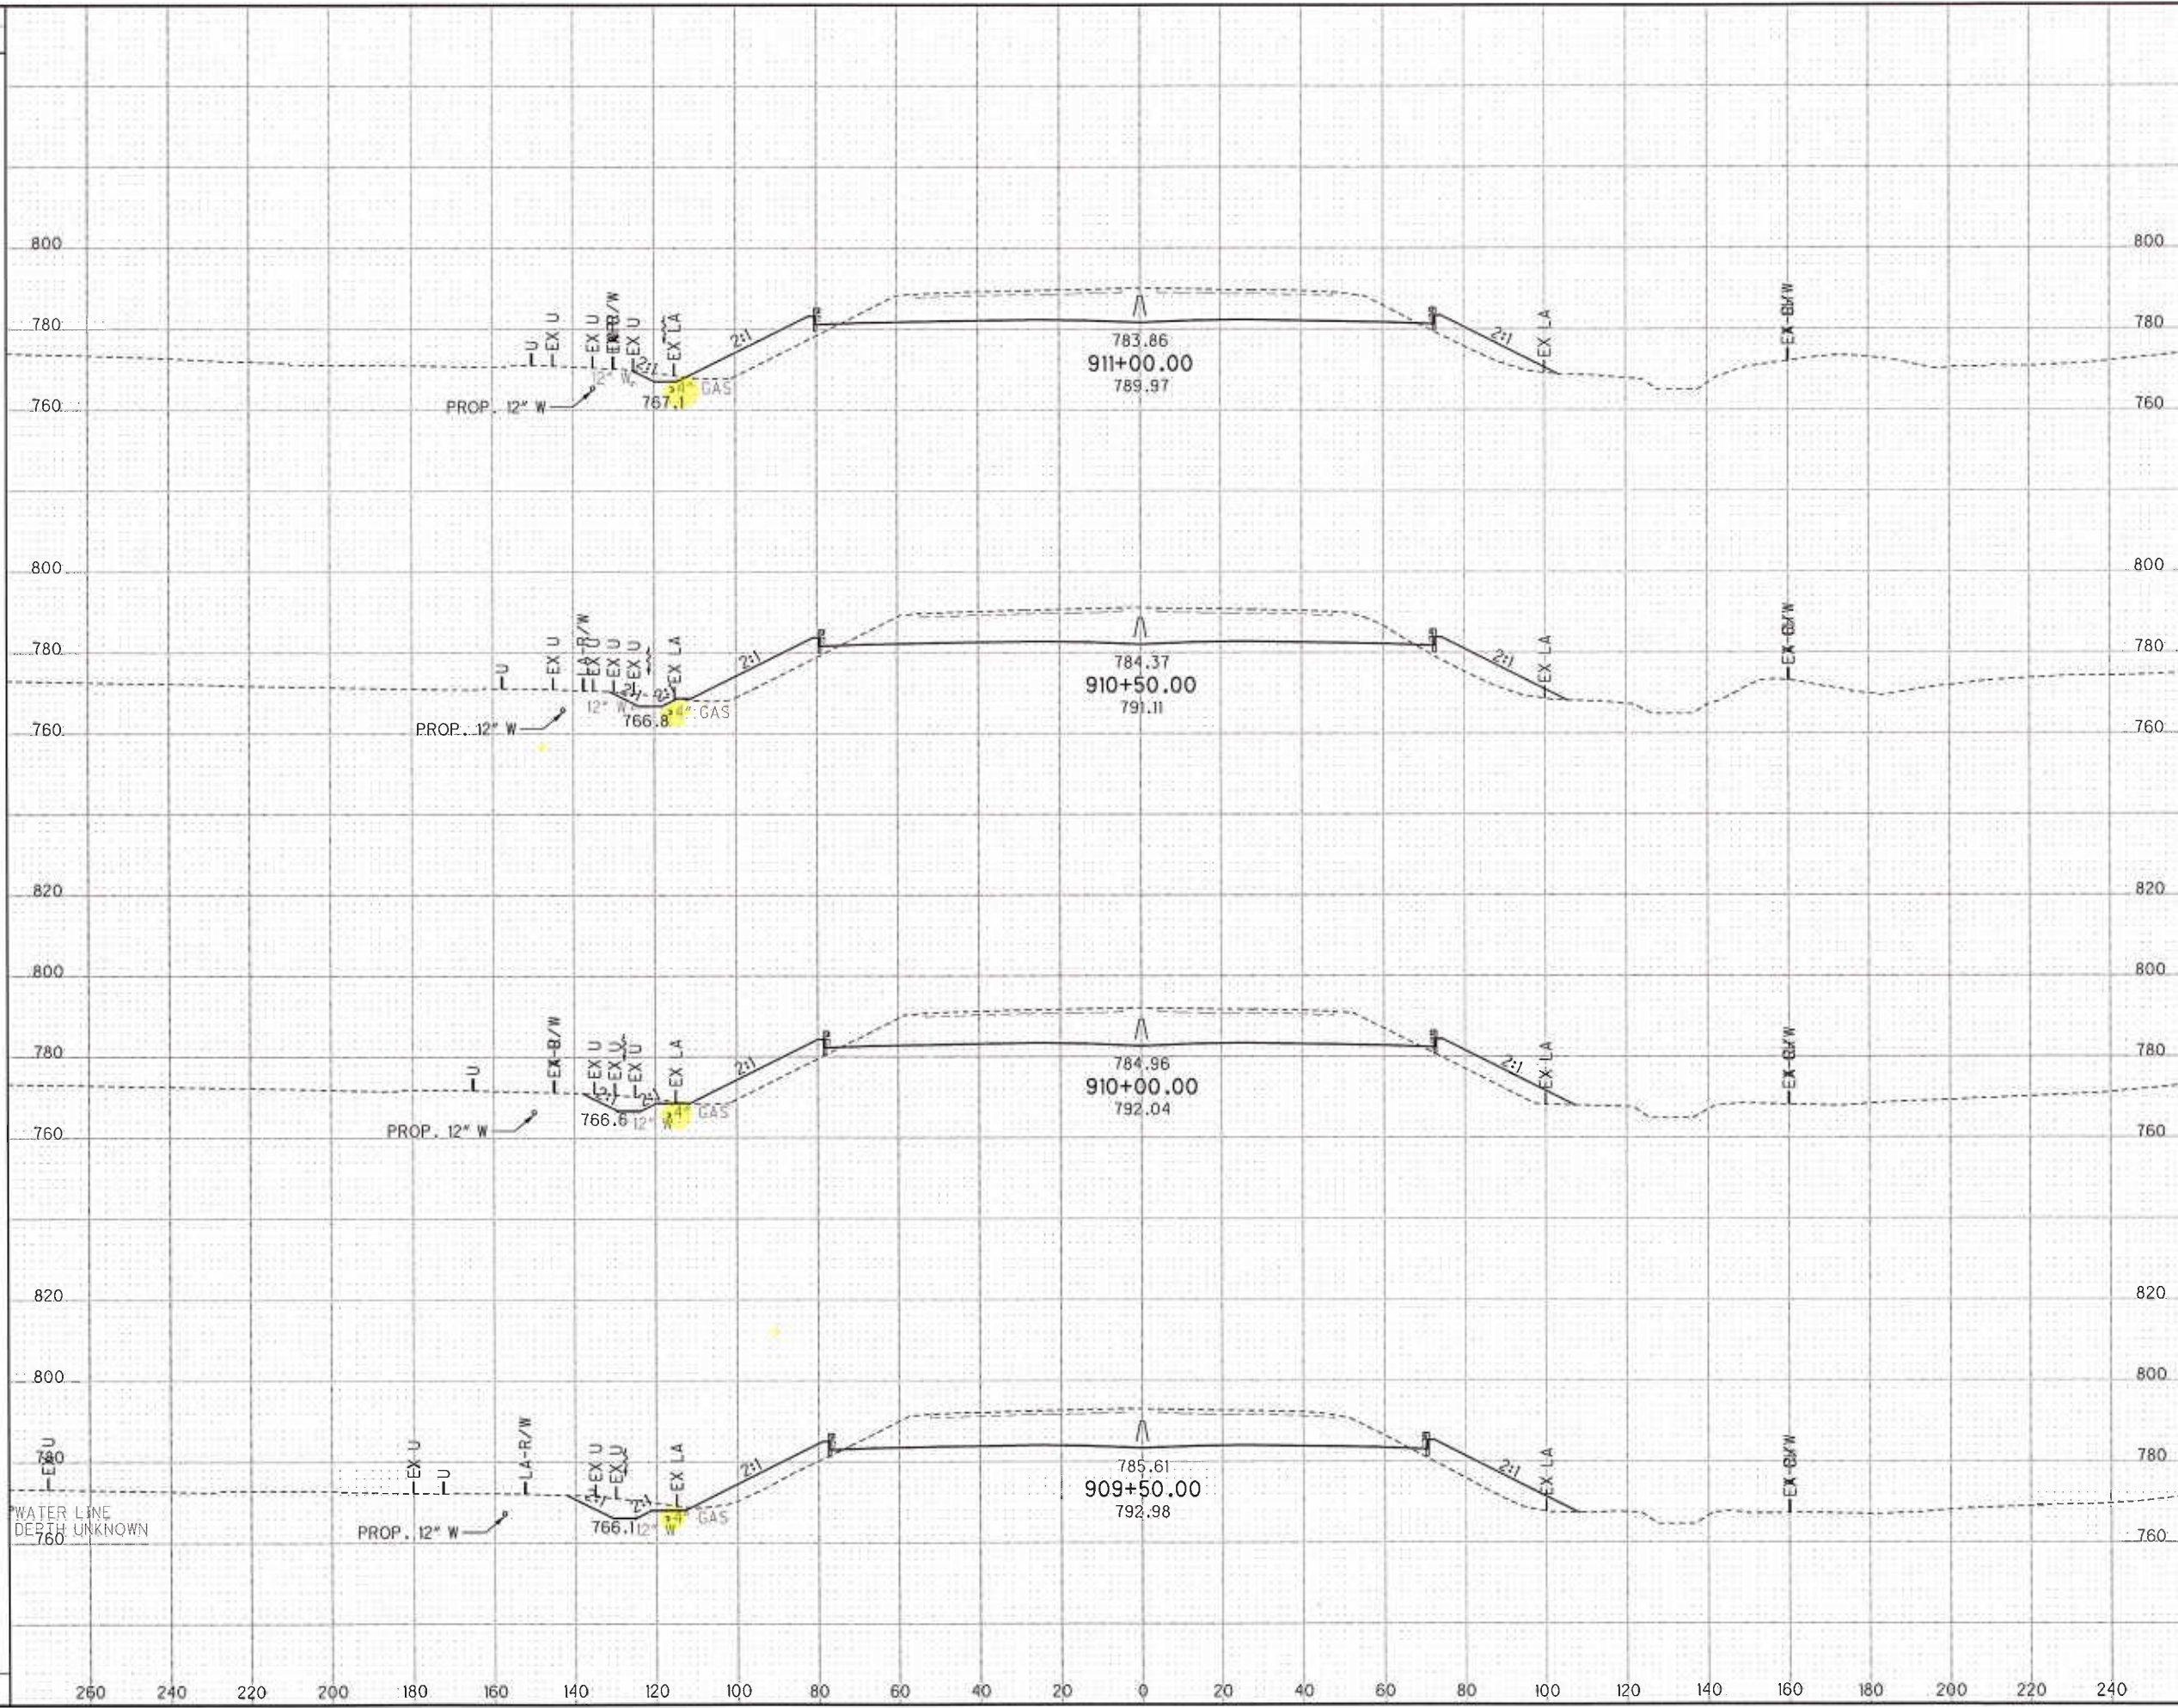 800 800
EX U EX U EX U EX LA EX LA
780 780
U
2:1 2:1
783.86
2:1
911+00.00
12" W 4" GAS 789.97
767.1
PROP. 12" W
760 760
800 800
LA-R/W
EX U EX U EX U EX U EX LA EX LA
780 780
U
2:1 2:1
784.37
2:1 2:1
910+50.00
12" W 4" GAS 791.11
766.8
PROP. 12" W
760 760
820 820
800 800
EX U EX U EX U EX LA EX LA
780 780
U
2:1 2:1
784.96
2:1 2:1
910+00.00
4" GAS 792.04
766.6 12" W
PROP. 12" W
760 760
820 820
800 800
EX U EX U LA-R/W EX U EX U EX LA EX LA
780 780
U
2:1 2:1
785.61
2:1 2:1
909+50.00
4" GAS 792.98
WATER LINE
DEPTH UNKNOWN
766.1 12" W
PROP. 12" W
760 760
260 240 220 200 180 160 140 120 100 80 60 40 20 0 20 40 60 80 100 120 140 160 180 200 220 240